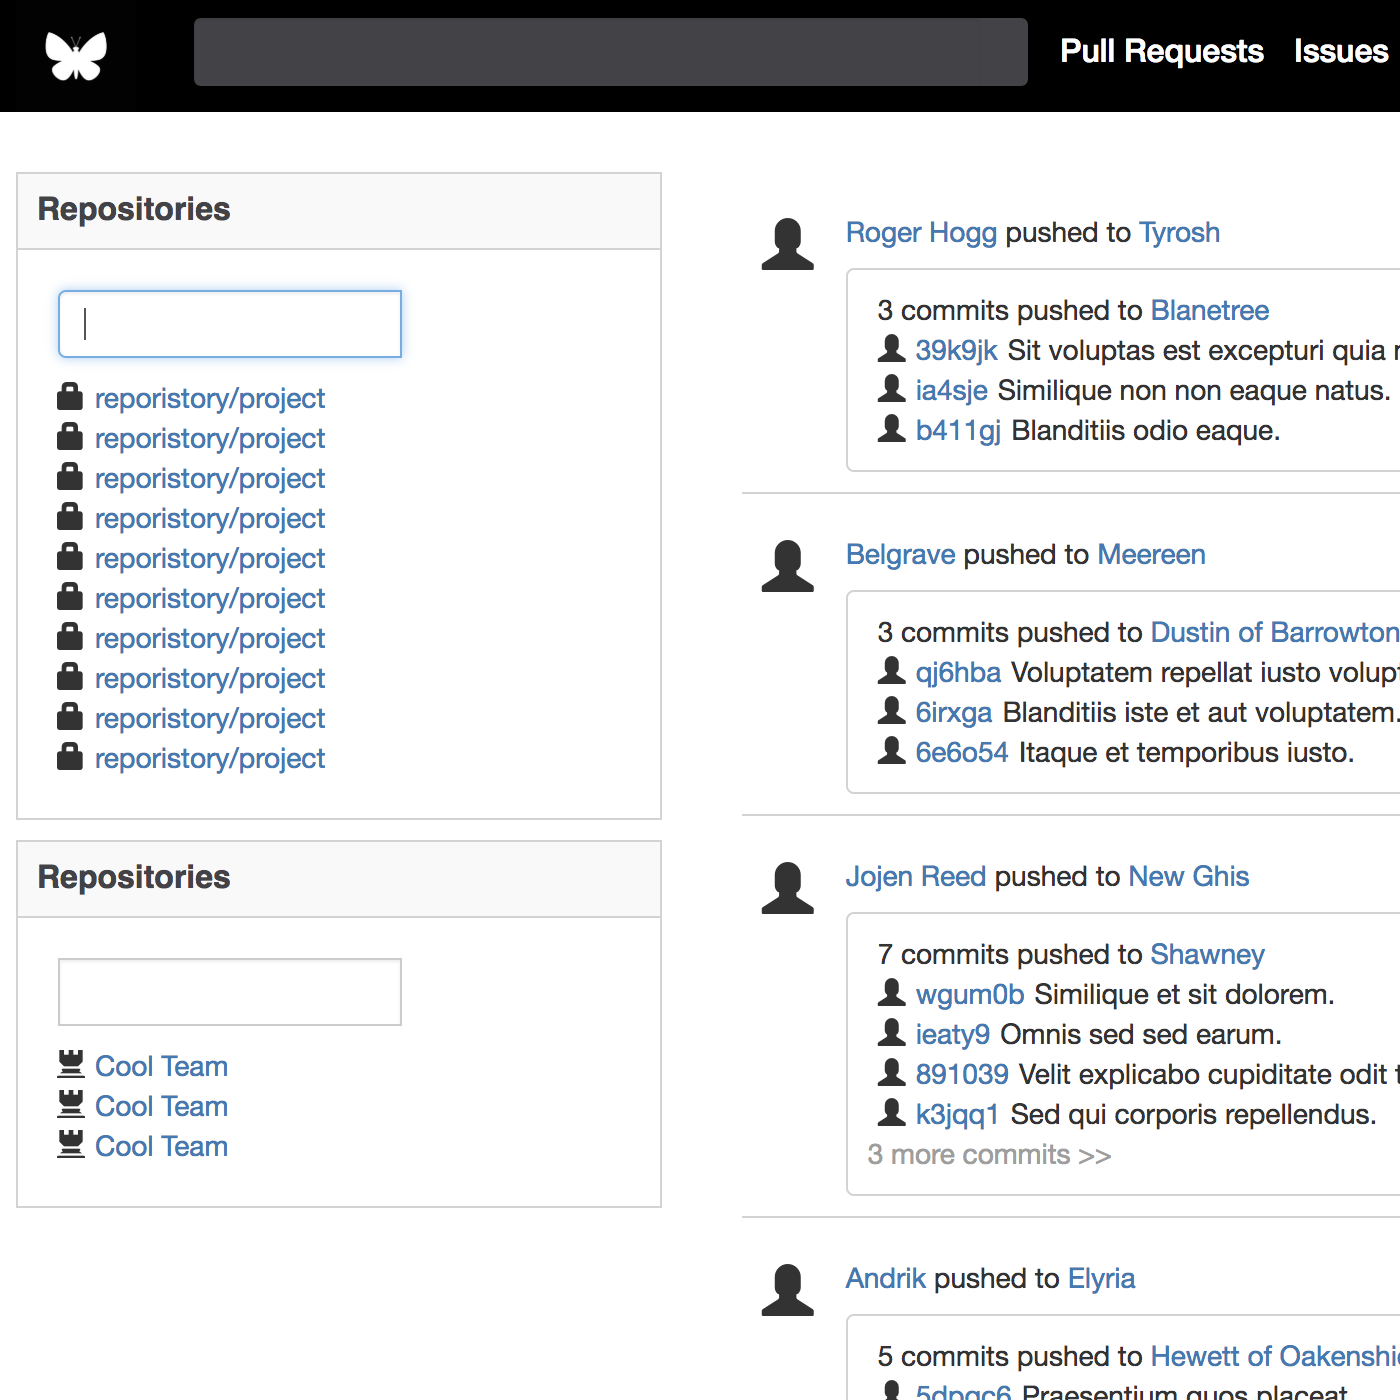 Pull Requests Issues
Repositories
reporistory/project
reporistory/project
reporistory/project
reporistory/project
reporistory/project
reporistory/project
reporistory/project
reporistory/project
reporistory/project
reporistory/project
Repositories
Cool Team
Cool Team
Cool Team
Roger Hogg pushed to Tyrosh
3 commits pushed to Blanetree
39k9jk Sit voluptas est excepturi quia
ia4sje Similique non non eaque natus.
b411gj Blanditiis odio eaque.
Belgrave pushed to Meereen
3 commits pushed to Dustin of Barrowton
qj6hba Voluptatem repellat iusto volup
6irxga Blanditiis iste et aut voluptatem.
6e6o54 Itaque et temporibus iusto.
Jojen Reed pushed to New Ghis
7 commits pushed to Shawney
wgum0b Similique et sit dolorem.
ieaty9 Omnis sed sed earum.
891039 Velit explicabo cupiditate odit
k3jqq1 Sed qui corporis repellendus.
3 more commits >>
Andrik pushed to Elyria
5 commits pushed to Hewett of Oakenshi
Praesentium quos placeat